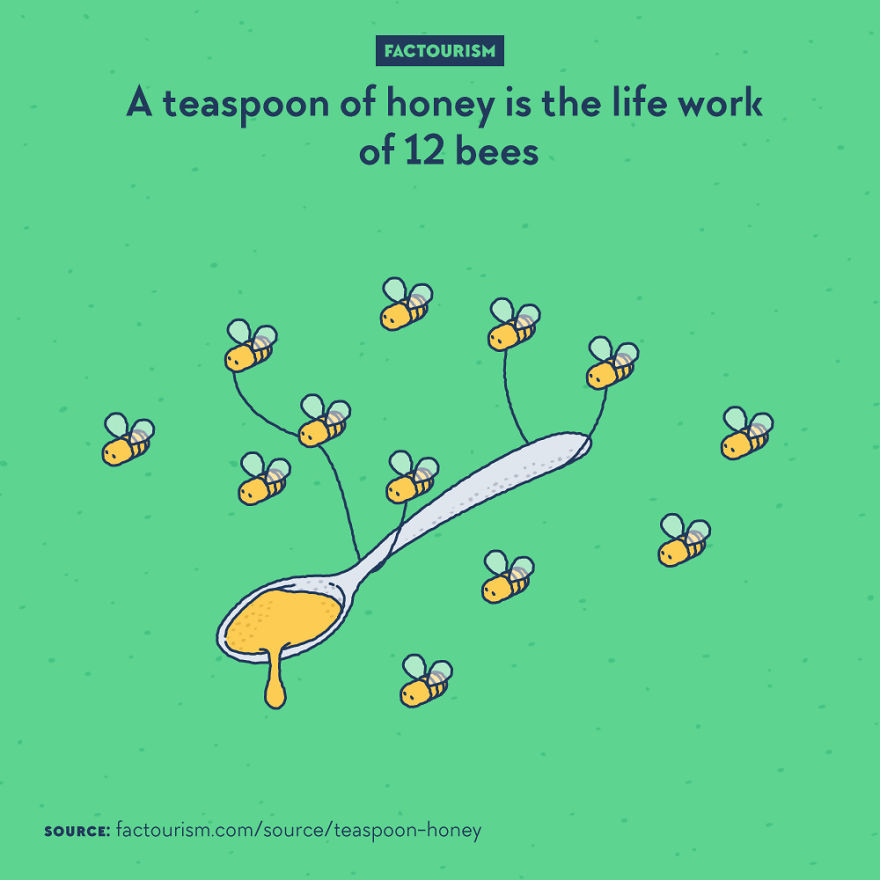 FACTOURISM
A teaspoon of honey is the life work
of 12 bees
SOURCE: factourism.com/source/teaspoon-honey